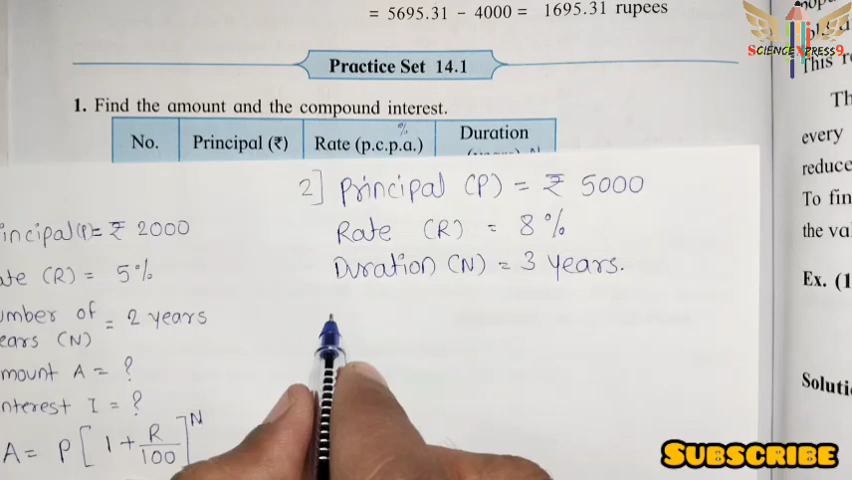 = 5695.31 - 4000 = 1695.31 rupees
SCIENCEXPRESS9
Practice Set 14.1
1. Find the amount and the compound interest.
No. Principal (₹) Rate (p.c.p.a.) % Duration
2] Principal (P) = ₹ 5000
Rate (R) = 8%
Duration (N) = 3 years.
incipal (P) = ₹ 2000
ate (R) = 5%
umber of
ears (N) = 2 years
mount A = ?
nterest I = ?
A = P[1+R/100]^N
This
Th
every
reduce
To fin
the va
Ex. (1
Soluti
SUBSCRIBE